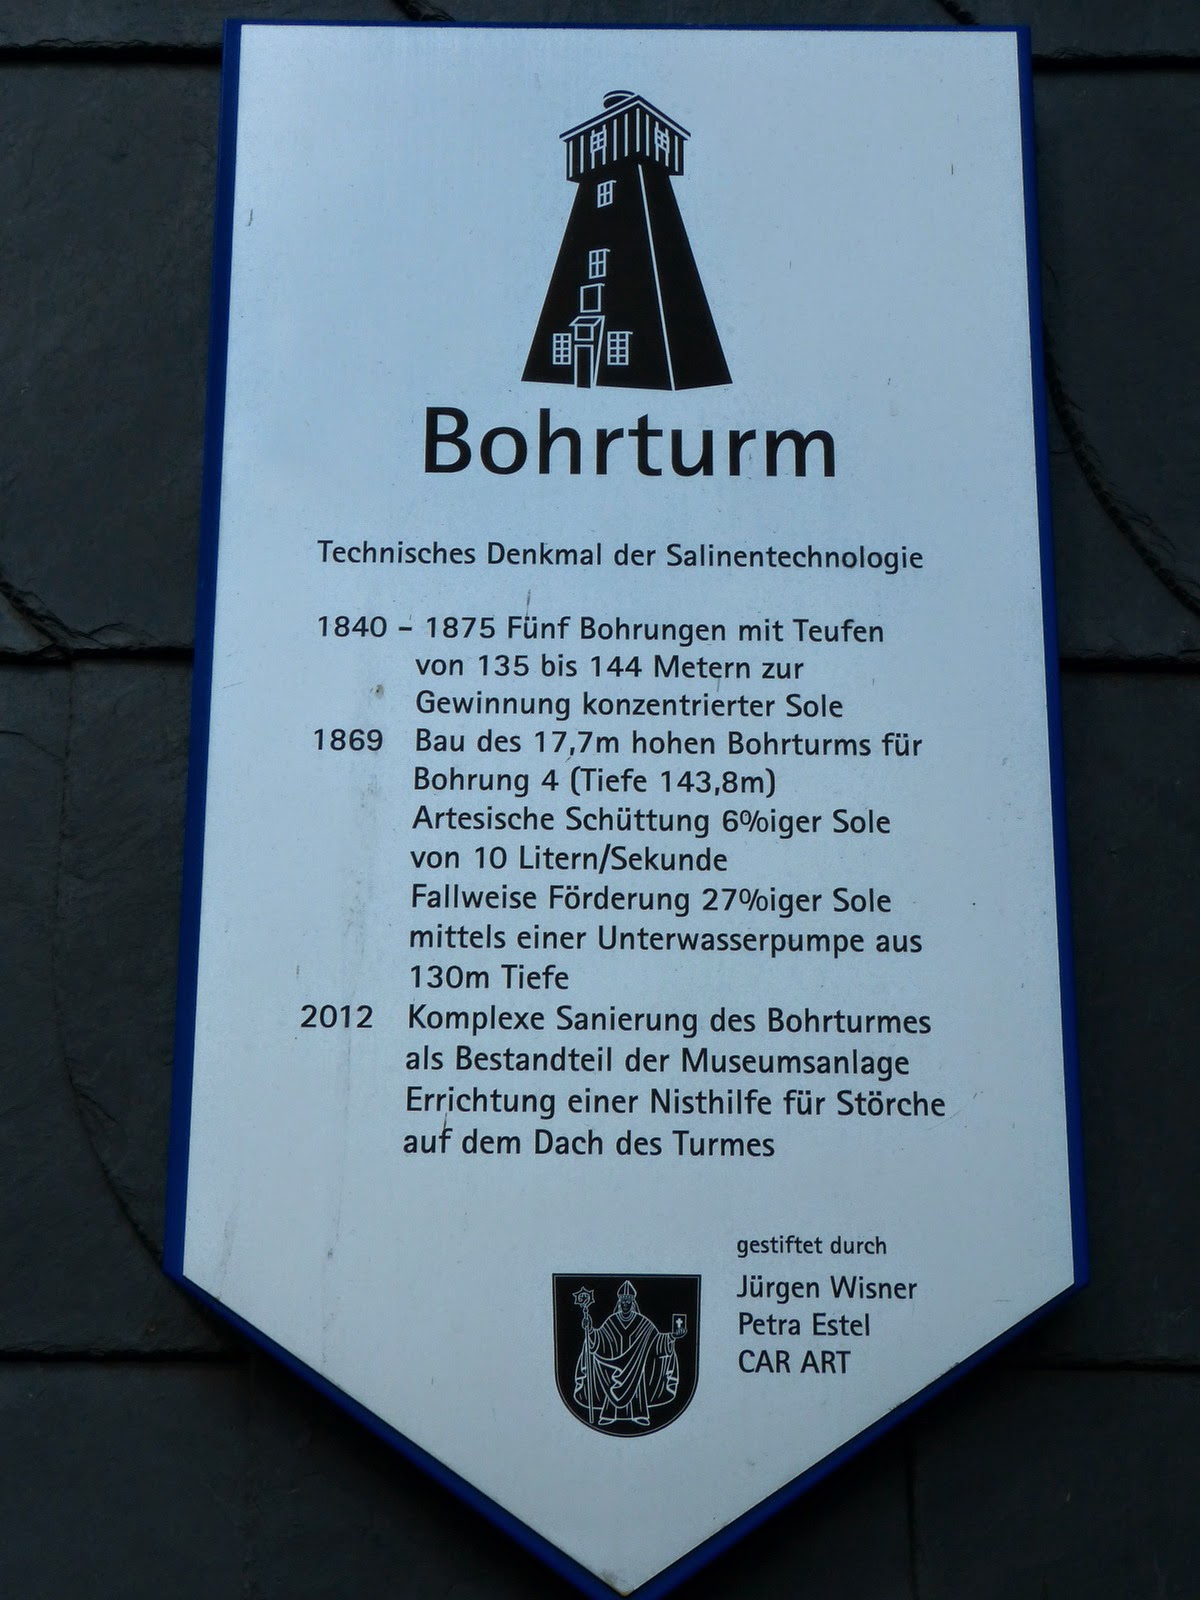 Bohrturm
Technisches Denkmal der Salinentechnologie
1840 – 1875 Fünf Bohrungen mit Teufen
von 135 bis 144 Metern zur
Gewinnung konzentrierter Sole
1869 Bau des 17,7m hohen Bohrturms für
Bohrung 4 (Tiefe 143,8m)
Artesische Schüttung 6%iger Sole
von 10 Litern/Sekunde
Fallweise Förderung 27%iger Sole
mittels einer Unterwasserpumpe aus
130m Tiefe
2012 Komplexe Sanierung des Bohrturmes
als Bestandteil der Museumsanlage
Errichtung einer Nisthilfe für Störche
auf dem Dach des Turmes
gestiftet durch
Jürgen Wisner
Petra Estel
CAR ART